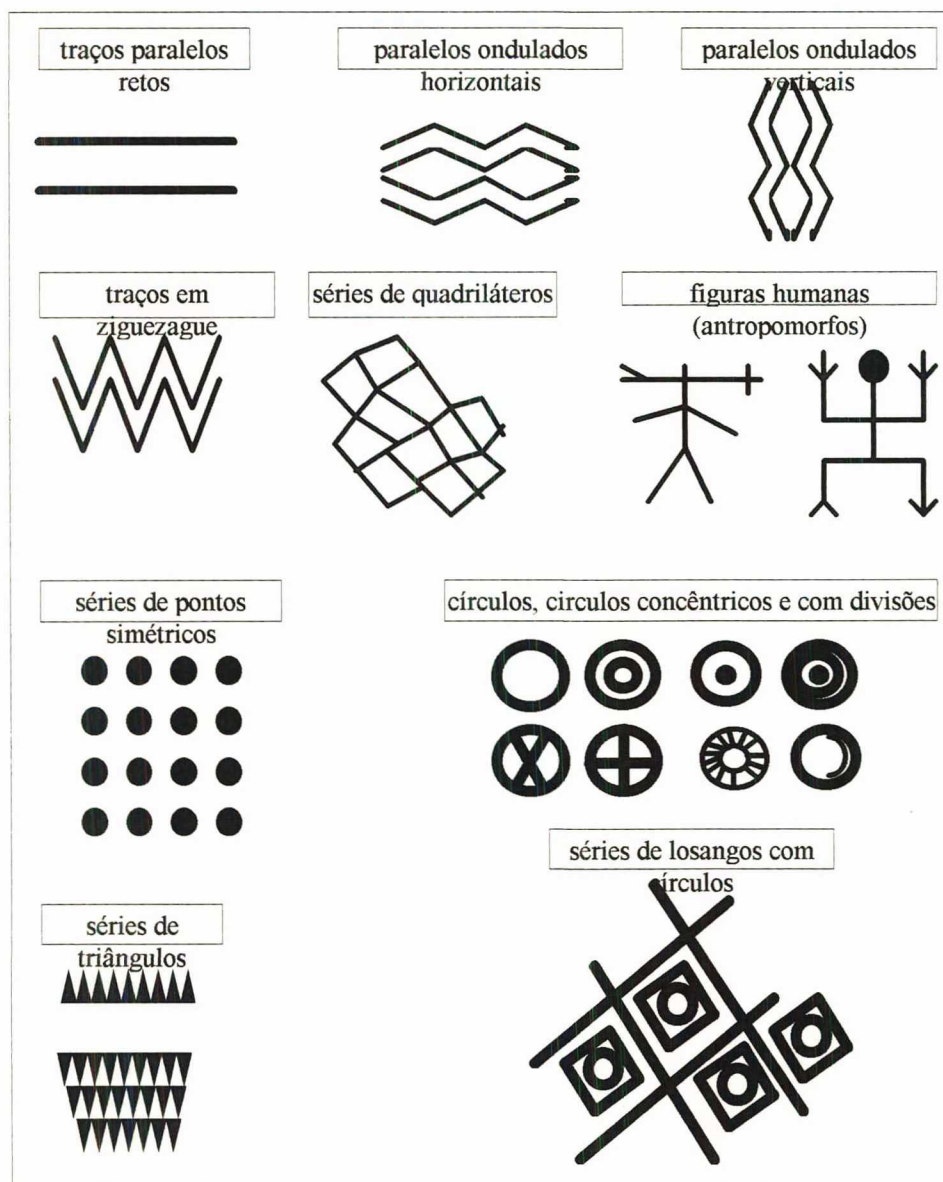 traços paralelos
retos
paralelos ondulados
horizontais
paralelos ondulados
verticais
traços em
ziguezague
séries de quadriláteros
figuras humanas
(antropomorfos)
séries de pontos
simétricos
círculos, circulos concêntricos e com divisões
séries de losangos com
círculos
séries de
triângulos